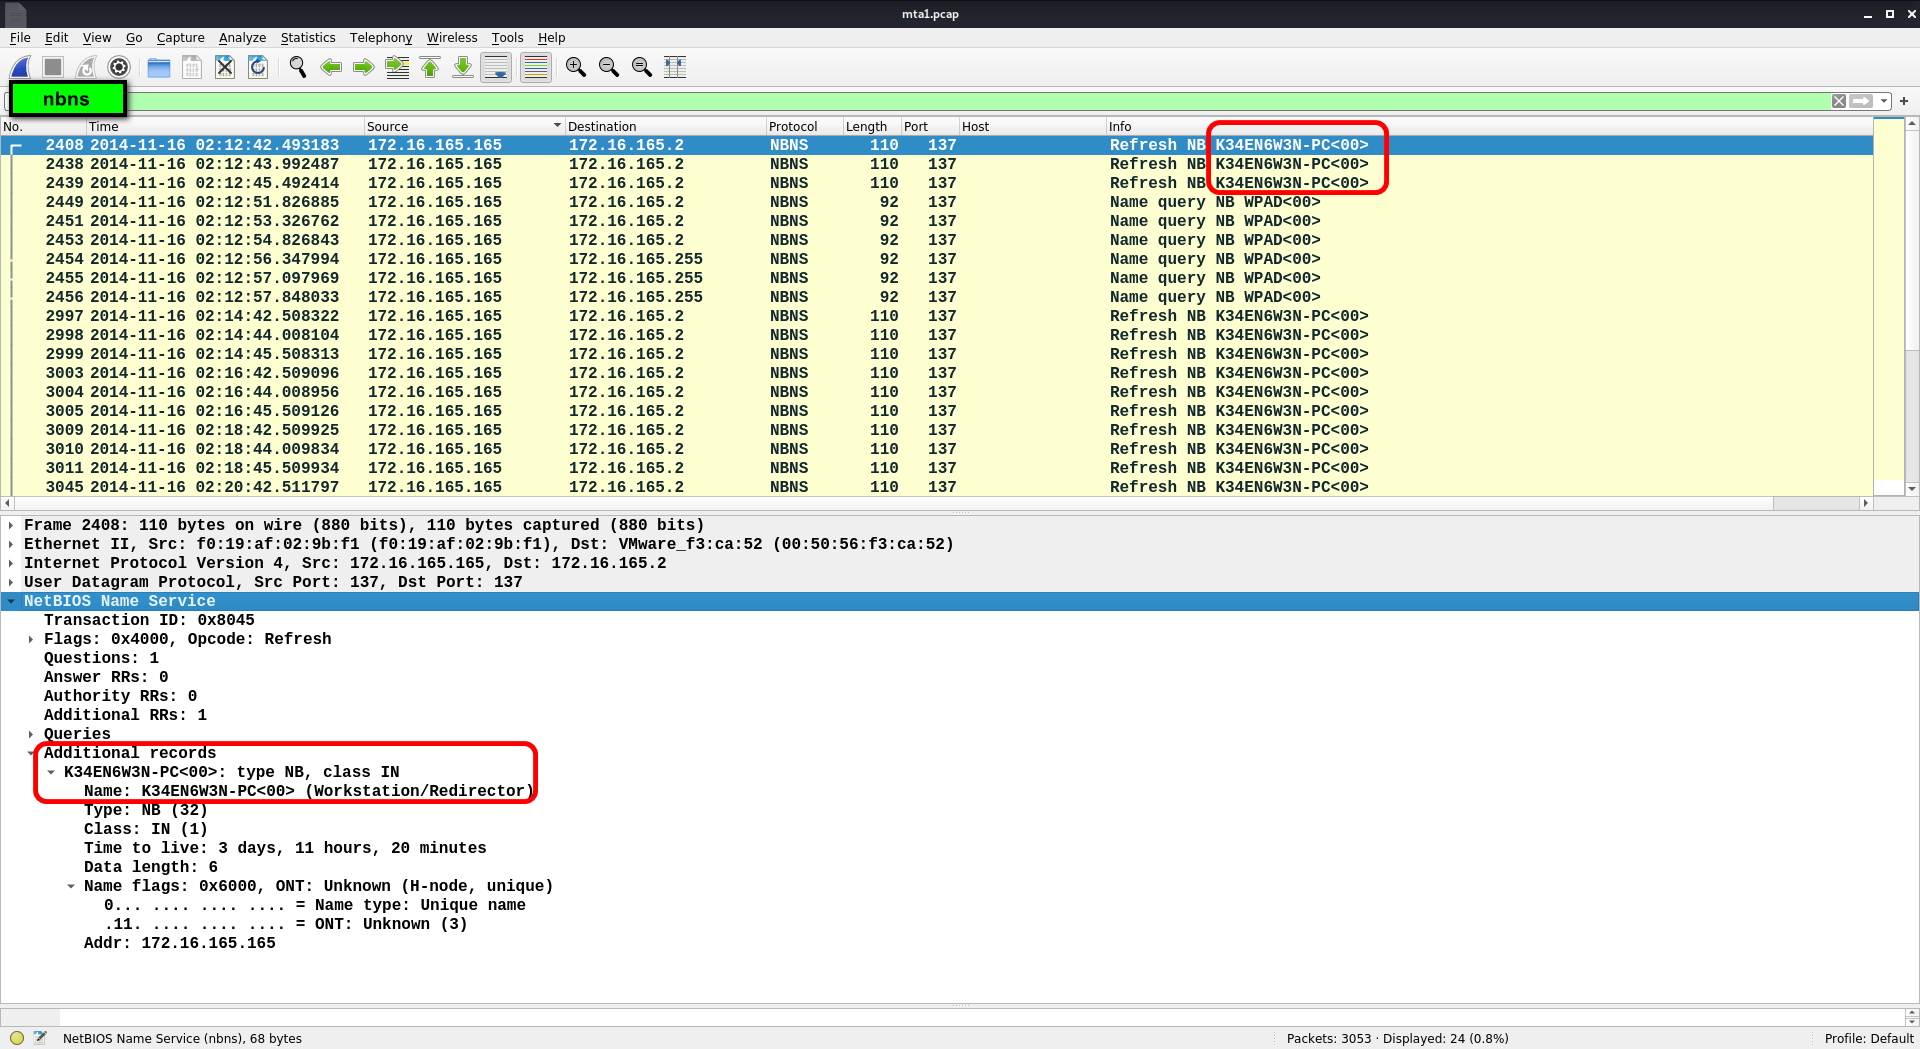 mta1.pcap
File Edit View Go Capture Analyze Statistics Telephony Wireless Tools Help
nbns
No. Time Source Destination Protocol Length Port Host Info
2408 2014-11-16 02:12:42.493183 172.16.165.165 172.16.165.2 NBNS 110 137 Refresh NB K34EN6W3N-PC<00>
2438 2014-11-16 02:12:43.992487 172.16.165.165 172.16.165.2 NBNS 110 137 Refresh NB K34EN6W3N-PC<00>
2439 2014-11-16 02:12:45.492414 172.16.165.165 172.16.165.2 NBNS 110 137 Refresh NB K34EN6W3N-PC<00>
2449 2014-11-16 02:12:51.826885 172.16.165.165 172.16.165.2 NBNS 92 137 Name query NB WPAD<00>
2451 2014-11-16 02:12:53.326762 172.16.165.165 172.16.165.2 NBNS 92 137 Name query NB WPAD<00>
2453 2014-11-16 02:12:54.826843 172.16.165.165 172.16.165.2 NBNS 92 137 Name query NB WPAD<00>
2454 2014-11-16 02:12:56.347994 172.16.165.165 172.16.165.255 NBNS 92 137 Name query NB WPAD<00>
2455 2014-11-16 02:12:57.097969 172.16.165.165 172.16.165.255 NBNS 92 137 Name query NB WPAD<00>
2456 2014-11-16 02:12:57.848033 172.16.165.165 172.16.165.255 NBNS 92 137 Name query NB WPAD<00>
2997 2014-11-16 02:14:42.508322 172.16.165.165 172.16.165.2 NBNS 110 137 Refresh NB K34EN6W3N-PC<00>
2998 2014-11-16 02:14:44.008104 172.16.165.165 172.16.165.2 NBNS 110 137 Refresh NB K34EN6W3N-PC<00>
2999 2014-11-16 02:14:45.508313 172.16.165.165 172.16.165.2 NBNS 110 137 Refresh NB K34EN6W3N-PC<00>
3003 2014-11-16 02:16:42.509096 172.16.165.165 172.16.165.2 NBNS 110 137 Refresh NB K34EN6W3N-PC<00>
3004 2014-11-16 02:16:44.008956 172.16.165.165 172.16.165.2 NBNS 110 137 Refresh NB K34EN6W3N-PC<00>
3005 2014-11-16 02:16:45.509126 172.16.165.165 172.16.165.2 NBNS 110 137 Refresh NB K34EN6W3N-PC<00>
3009 2014-11-16 02:18:42.509925 172.16.165.165 172.16.165.2 NBNS 110 137 Refresh NB K34EN6W3N-PC<00>
3010 2014-11-16 02:18:44.009834 172.16.165.165 172.16.165.2 NBNS 110 137 Refresh NB K34EN6W3N-PC<00>
3011 2014-11-16 02:18:45.509934 172.16.165.165 172.16.165.2 NBNS 110 137 Refresh NB K34EN6W3N-PC<00>
3045 2014-11-16 02:20:42.511797 172.16.165.165 172.16.165.2 NBNS 110 137 Refresh NB K34EN6W3N-PC<00>
Frame 2408: 110 bytes on wire (880 bits), 110 bytes captured (880 bits)
Ethernet II, Src: f0:19:af:02:9b:f1 (f0:19:af:02:9b:f1), Dst: VMware_f3:ca:52 (00:50:56:f3:ca:52)
Internet Protocol Version 4, Src: 172.16.165.165, Dst: 172.16.165.2
User Datagram Protocol, Src Port: 137, Dst Port: 137
NetBIOS Name Service
Transaction ID: 0x8045
Flags: 0x4000, Opcode: Refresh
Questions: 1
Answer RRs: 0
Authority RRs: 0
Additional RRs: 1
Queries
Additional records
K34EN6W3N-PC<00>: type NB, class IN
Name: K34EN6W3N-PC<00> (Workstation/Redirector)
Type: NB (32)
Class: IN (1)
Time to live: 3 days, 11 hours, 20 minutes
Data length: 6
Name flags: 0x6000, ONT: Unknown (H-node, unique)
0... .... .... .... = Name type: Unique name
.11. .... .... .... = ONT: Unknown (3)
Addr: 172.16.165.165
NetBIOS Name Service (nbns), 68 bytes
Packets: 3053 · Displayed: 24 (0.8%)
Profile: Default